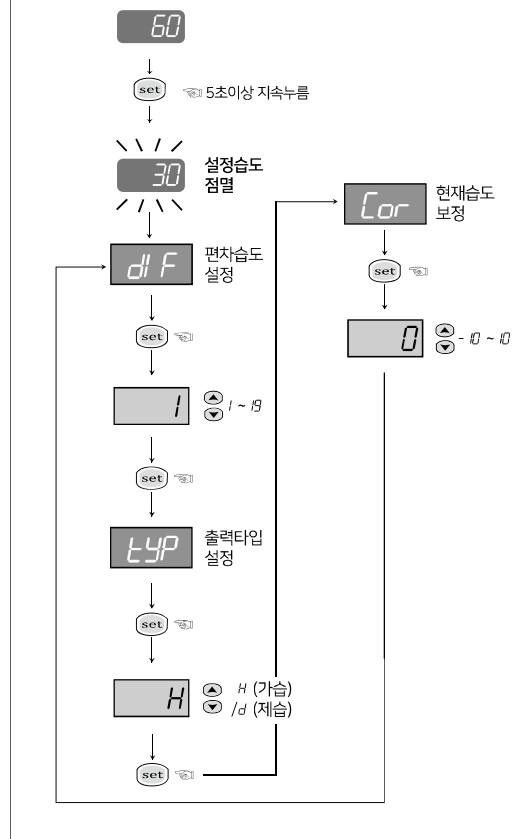 60
set
5초이상 지속누름
30
설정습도
점멸
dIF
편차습도
설정
set
1
1 ~ 19
set
tYP
출력타입
설정
set
H
H (가습)
/d (제습)
set
Cor
현재습도
보정
set
0
- 10 ~ 10